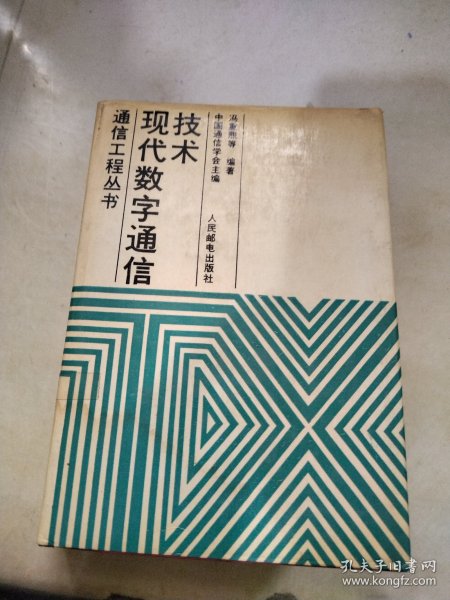 通信工程丛书
现代数字通信
技术
中国通信学会主编
冯重熙等 编著
人民邮电出版社
孔夫子旧书网
www.kongfz.com